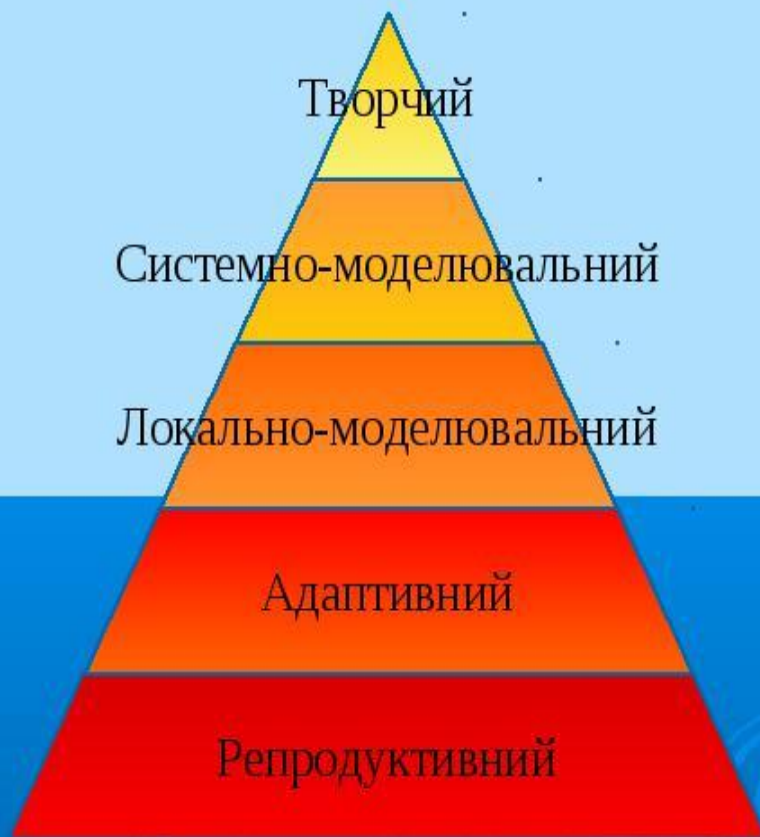 Творчий
Системно-моделювальний
Локально-моделювальний
Адаптивний
Репродуктивний